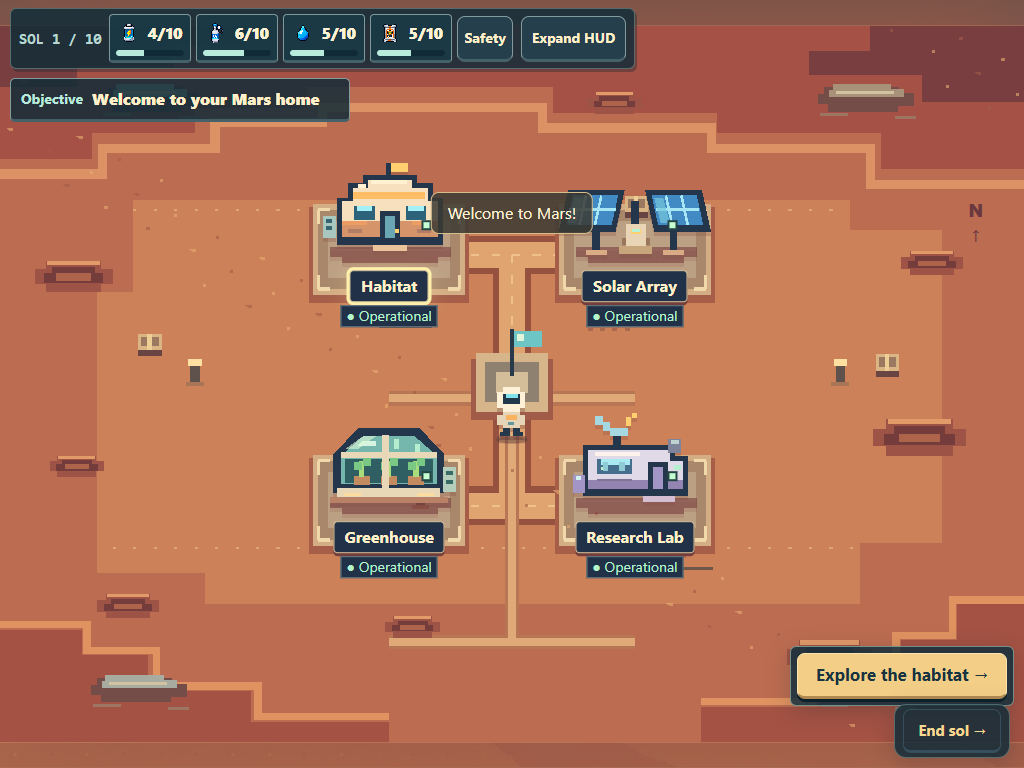 SOL 1 / 10
4/10
6/10
5/10
5/10
Safety
Expand HUD
Objective Welcome to your Mars home
Welcome to Mars!
N
↑
Habitat
• Operational
Solar Array
• Operational
Greenhouse
• Operational
Research Lab
• Operational
Explore the habitat →
End sol →